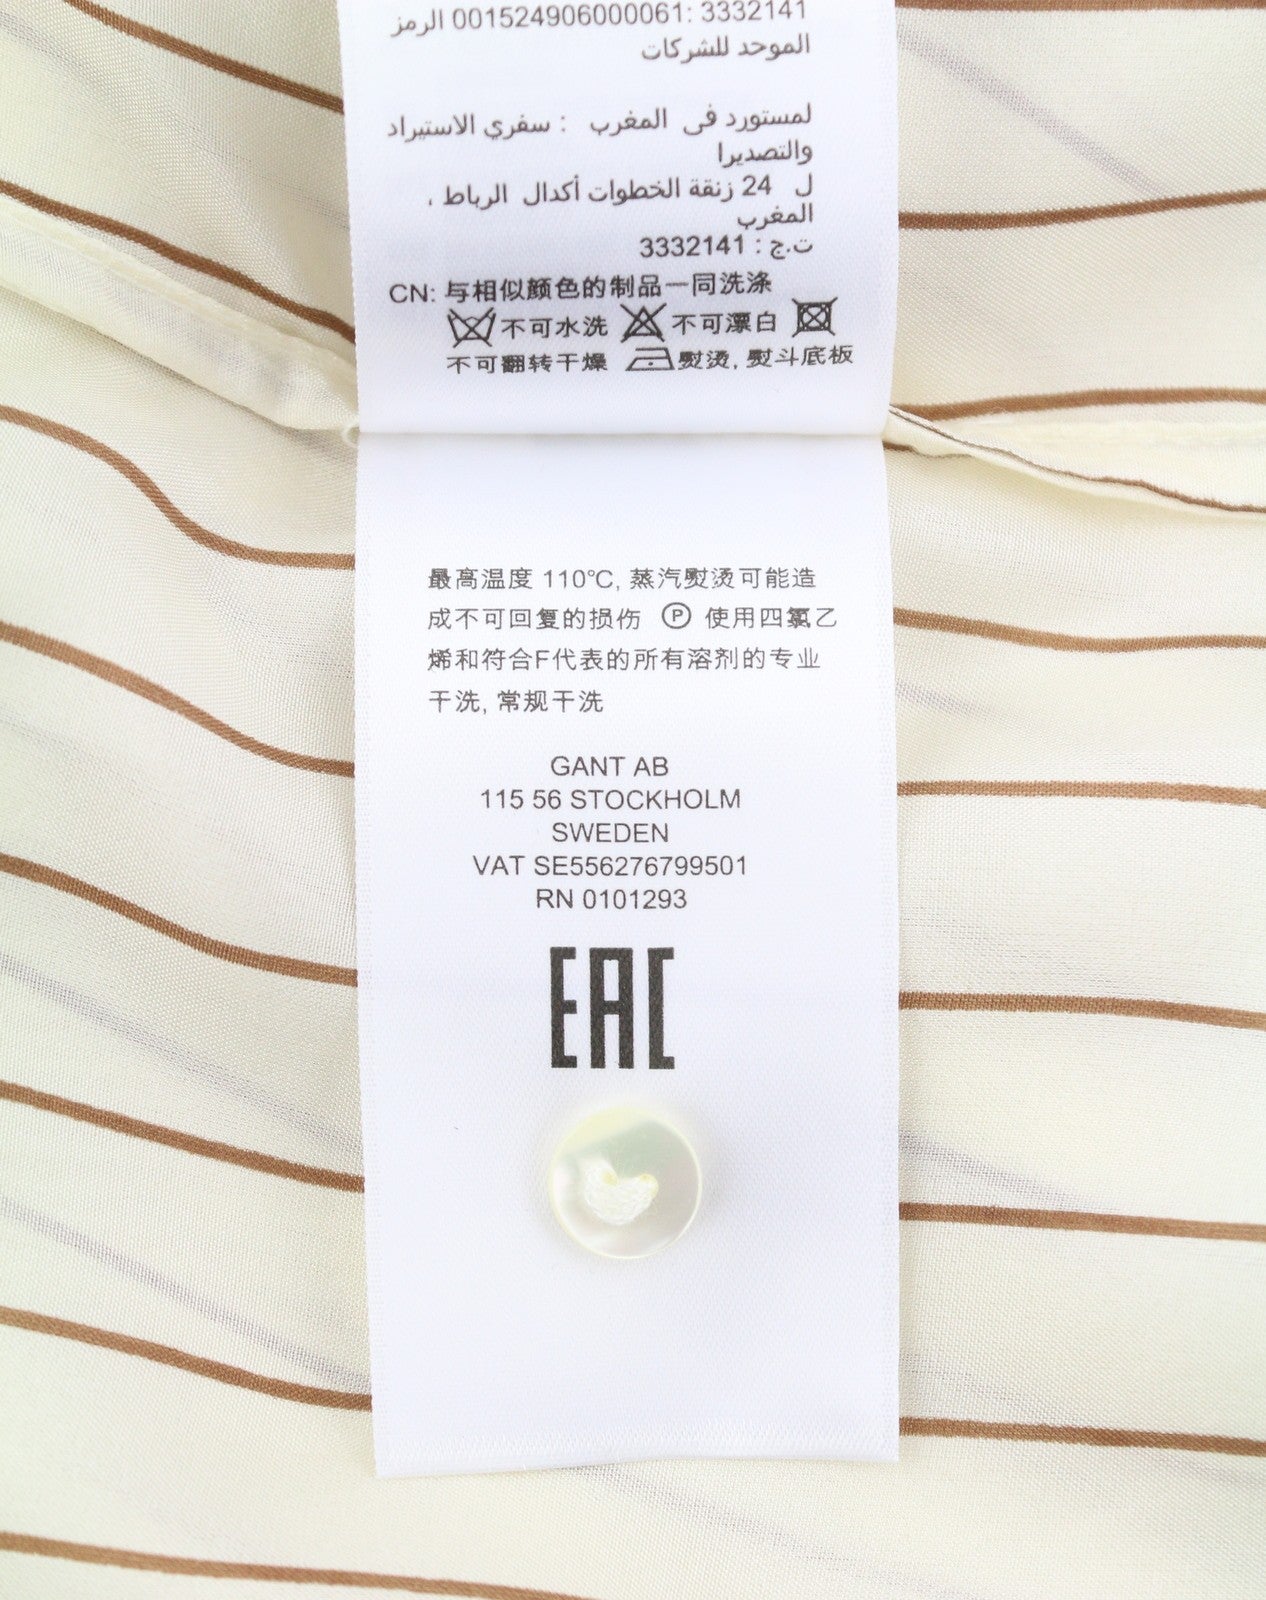 الرمز 001524906000061: 3332141
الموحد للشركات
لمستورد في المغرب : سفري الاستيراد
والتصديرا
ل 24 زنقة الخطوات أكدال الرباط ،
المغرب
ت.ج : 3332141
CN: 与相似颜色的制品一同洗涤
不可水洗 不可漂白
不可翻转干燥 熨烫, 熨斗底板
最高温度 110°C, 蒸汽熨烫可能造
成不可回复的损伤 Ⓟ 使用四氯乙
烯和符合F代表的所有溶剂的专业
干洗, 常规干洗
GANT AB
115 56 STOCKHOLM
SWEDEN
VAT SE556276799501
RN 0101293
EAC